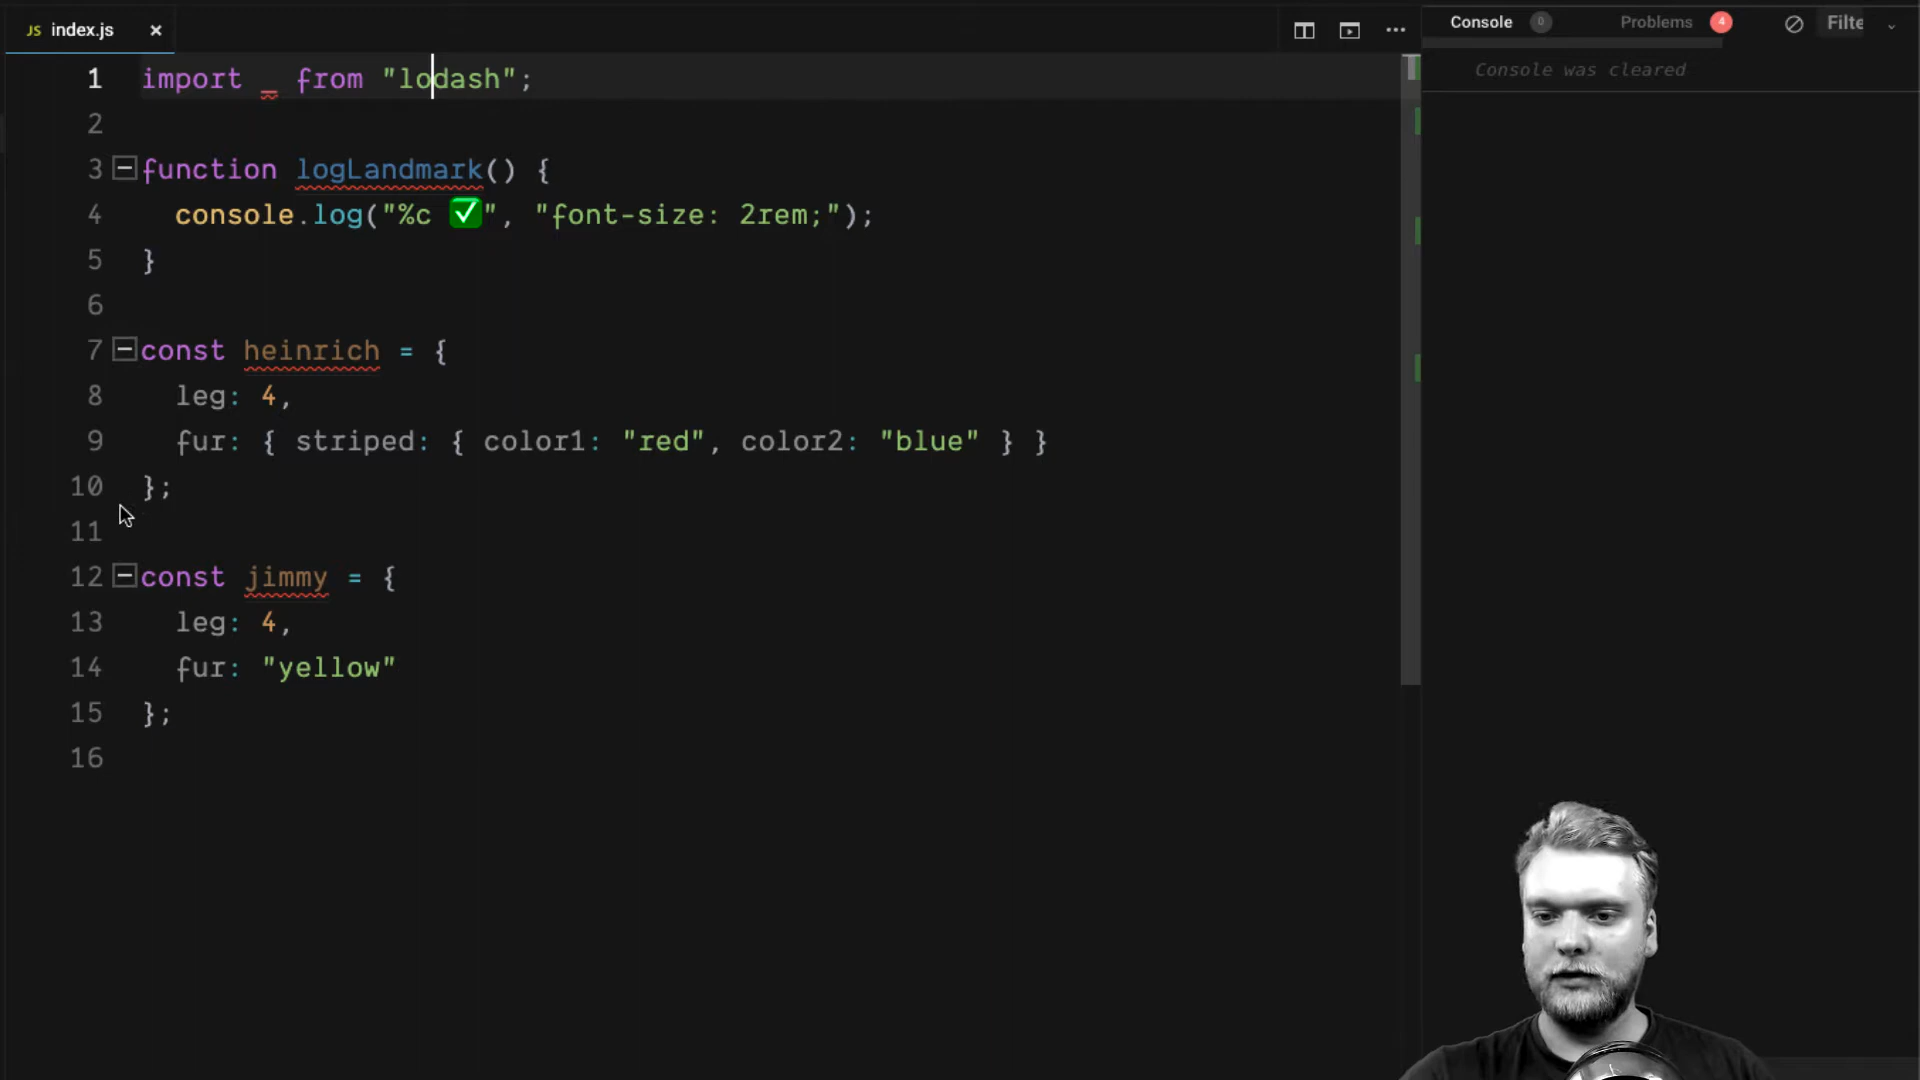 JS index.js ×
Console 0 Problems 4 Filte
Console was cleared
1 import _ from "lodash";
2
3 function logLandmark() {
4 console.log("%c ✅", "font-size: 2rem;");
5 }
6
7 const heinrich = {
8 leg: 4,
9 fur: { striped: { color1: "red", color2: "blue" } }
10 };
11
12 const jimmy = {
13 leg: 4,
14 fur: "yellow"
15 };
16